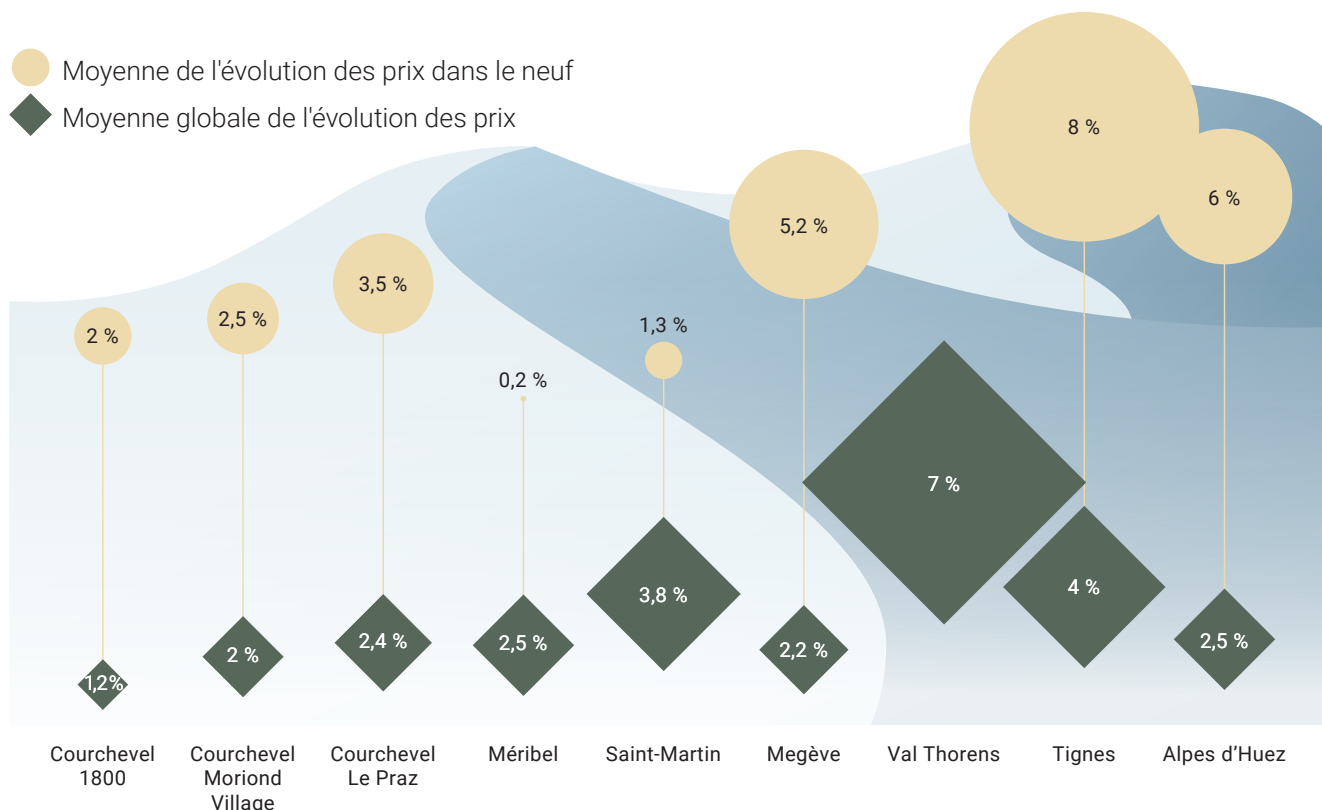 Moyenne de l'évolution des prix dans le neuf
Moyenne globale de l'évolution des prix
8 %
6 %
5,2 %
3,5 %
2,5 %
2 %
1,3 %
0,2 %
7 %
4 %
3,8 %
2,5 %
2,2 %
2,5 %
2,4 %
2 %
1,2%
Courchevel
1800
Courchevel
Moriond
Village
Courchevel
Le Praz
Méribel
Saint-Martin
Megève
Val Thorens
Tignes
Alpes d’Huez